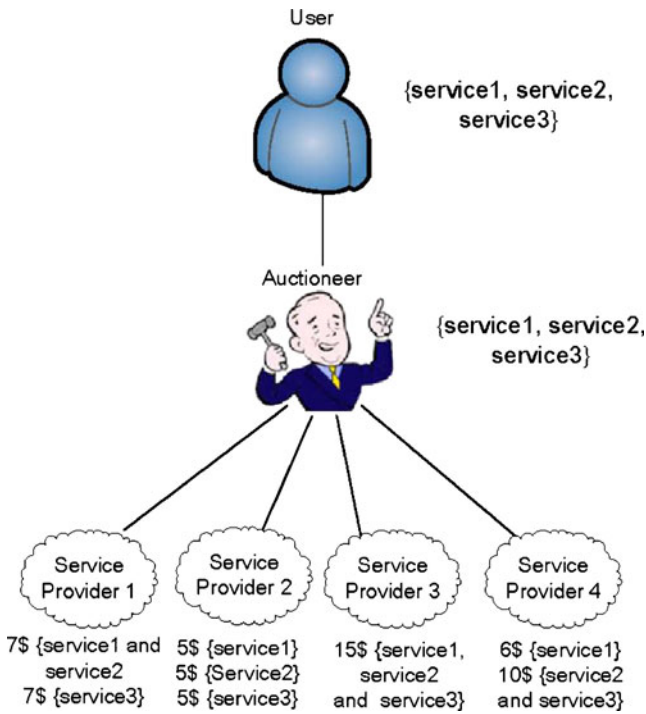 User
{service1, service2,
service3}
Auctioneer
{service1, service2,
service3}
Service
Provider 1
Service
Provider 2
Service
Provider 3
Service
Provider 4
7$ {service1 and
service2
7$ {service3}
5$ {service1}
5$ {Service2}
5$ {service3}
15$ {service1,
service2
and service3}
6$ {service1}
10$ {service2
and service3}